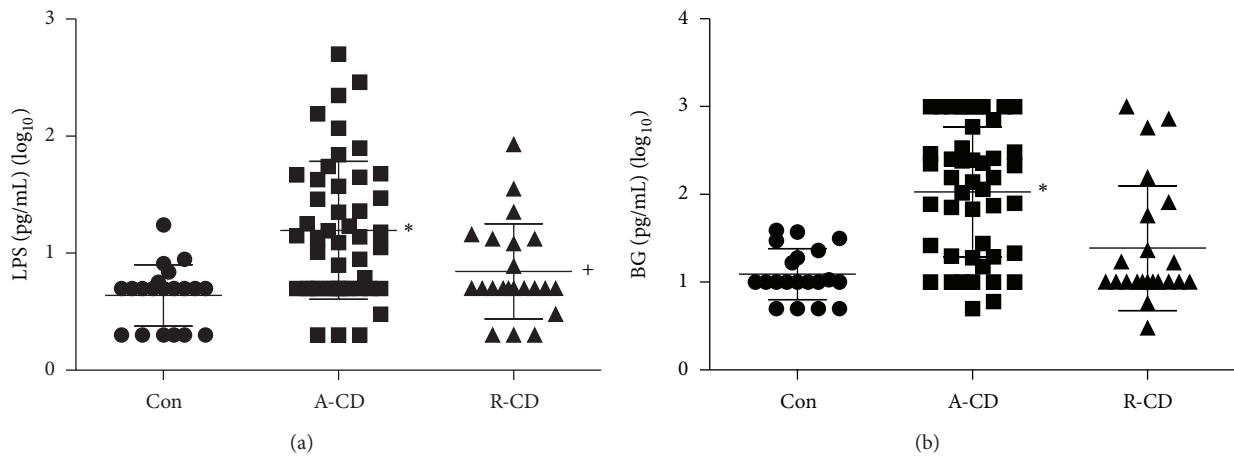 3
2
1
0
LPS (pg/mL) (log10)
*
+
Con
A-CD
R-CD
(a)
4
3
2
1
0
BG (pg/mL) (log10)
*
Con
A-CD
R-CD
(b)